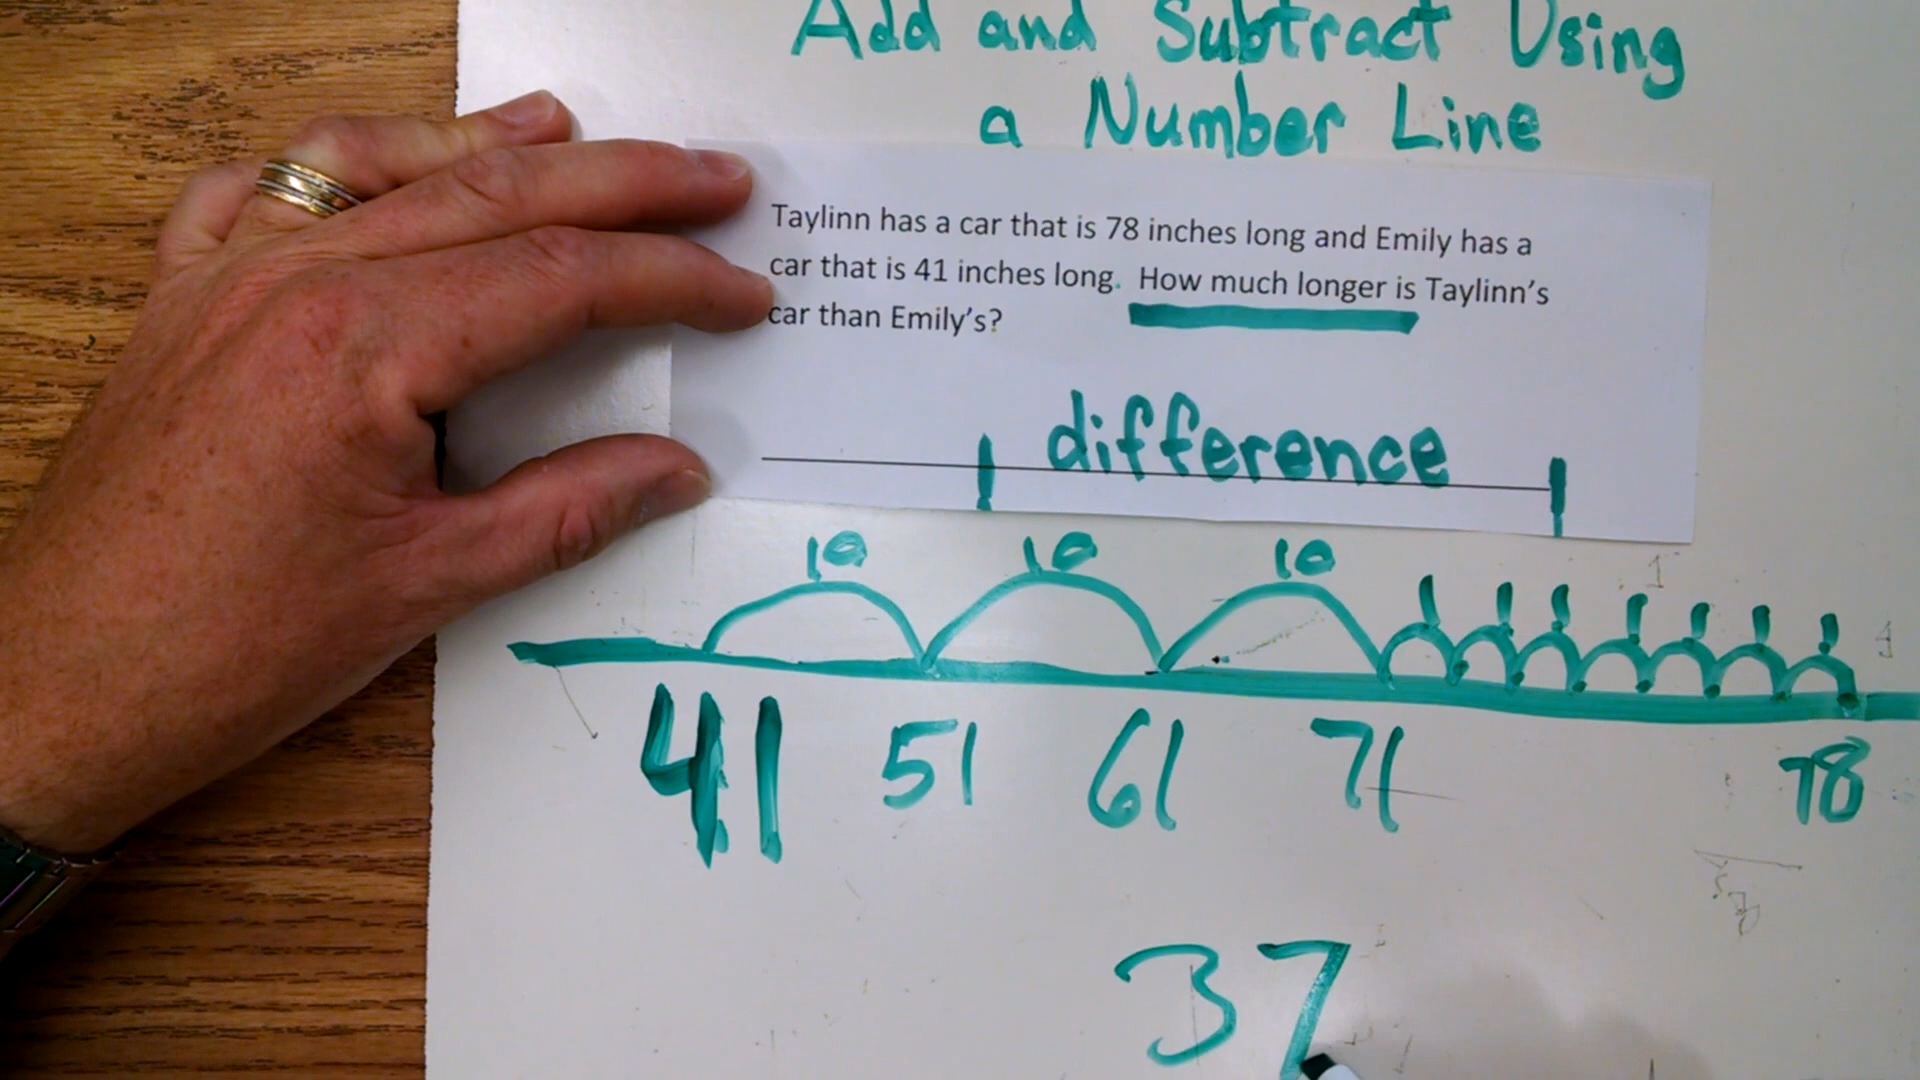 Add and Subtract Using
a Number Line
Taylinn has a car that is 78 inches long and Emily has a
car that is 41 inches long. How much longer is Taylinn's
car than Emily's?
difference
10 10 10 1 1 1 1 1 1 1
41 51 61 71 78
37